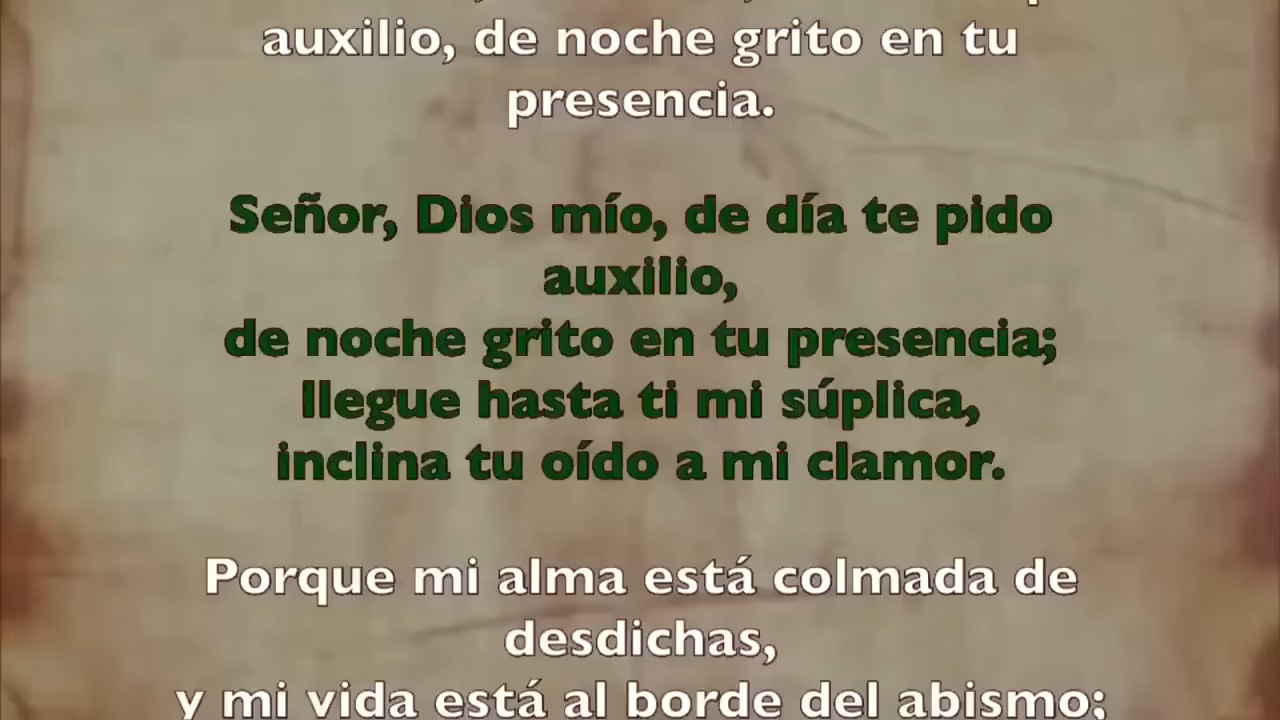 auxilio, de noche grito en tu
presencia.
Señor, Dios mío, de día te pido
auxilio,
de noche grito en tu presencia;
llegue hasta ti mi súplica,
inclina tu oído a mi clamor.
Porque mi alma está colmada de
desdichas,
y mi vida está al borde del abismo;